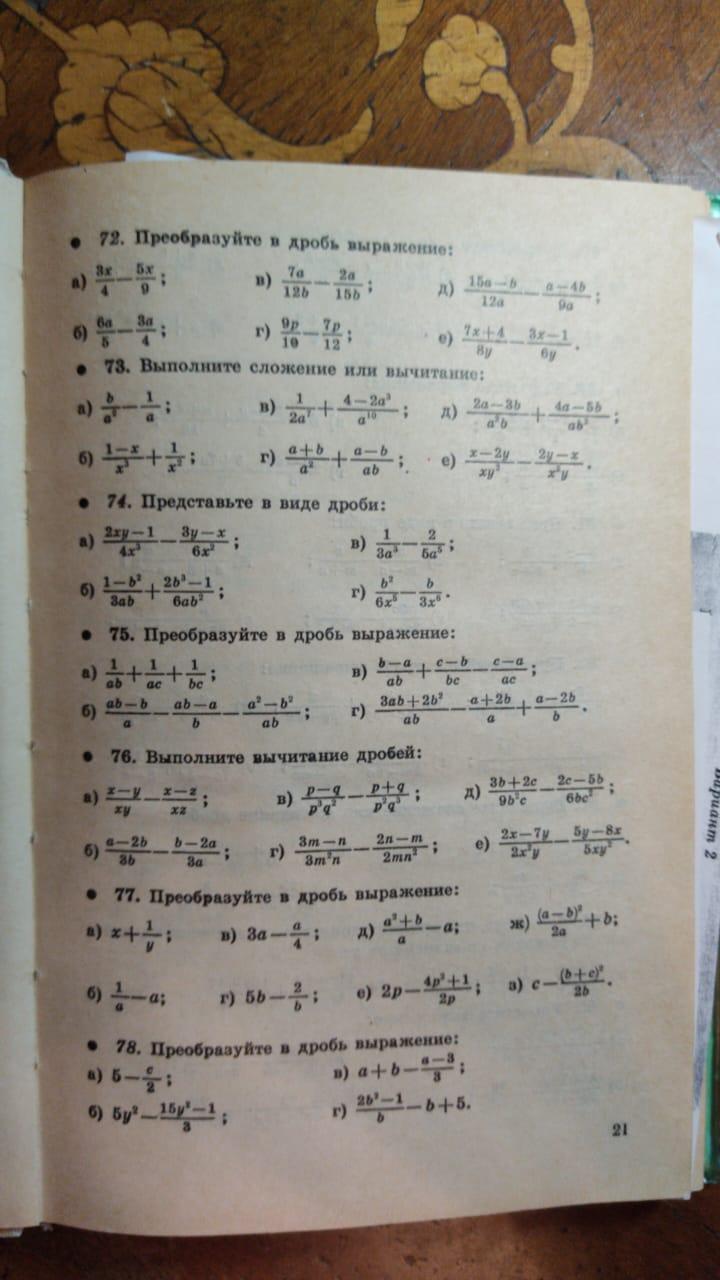 • 72. Преобразуйте в дробь выражение:
а) 3x/4 − 5x/9; в) 7a/12b − 2a/15b; д) (15a − b)/12a − (a − 4b)/9a;
б) 6a/5 − 3a/4; г) 9p/10 − 7p/12; е) (7x + 4)/8y − (3x − 1)/6y.
• 73. Выполните сложение или вычитание:
а) b/a² − 1/a; в) 1/2a⁷ + (4 − 2a³)/a¹⁰; д) (2a − 3b)/a²b + (4a − 5b)/ab²;
б) (1 − x)/x³ + 1/x²; г) (a + b)/a² + (a − b)/ab; е) (x − 2y)/xy² − (2y − x)/x²y.
• 74. Представьте в виде дроби:
а) (2xy − 1)/4x³ − (3y − x)/6x²; в) 1/3a³ − 2/5a⁵;
б) (1 − b²)/3ab + (2b³ − 1)/6ab²; г) b²/6x⁵ − b/3x⁶.
• 75. Преобразуйте в дробь выражение:
а) 1/ab + 1/ac + 1/bc; в) (b − a)/ab + (c − b)/bc − (c − a)/ac;
б) (ab − b)/a − (ab − a)/b − (a² − b²)/ab; г) (3ab + 2b²)/ab − (a + 2b)/a + (a − 2b)/b.
• 76. Выполните вычитание дробей:
а) (x − y)/xy − (x − z)/xz; в) (p − q)/p³q² − (p + q)/p²q³; д) (3b + 2c)/9b²c − (2c − 5b)/6bc²;
б) (a − 2b)/3b − (b − 2a)/3a; г) (3m − n)/3m²n − (2n − m)/2mn²; е) (2x − 7y)/2x²y − (5y − 8x)/5xy².
• 77. Преобразуйте в дробь выражение:
а) x + 1/y; в) 3a − a/4; д) (a² + b)/a − a; ж) (a − b)²/2a + b;
б) 1/a − a; г) 5b − 2/b; е) 2p − (4p² + 1)/2p; з) c − (b + c)²/2b.
• 78. Преобразуйте в дробь выражение:
а) 5 − c/2; в) a + b − (a − 3)/3;
б) 5y² − (15y² − 1)/3; г) (2b² − 1)/b − b + 5.
21
Вариант 2